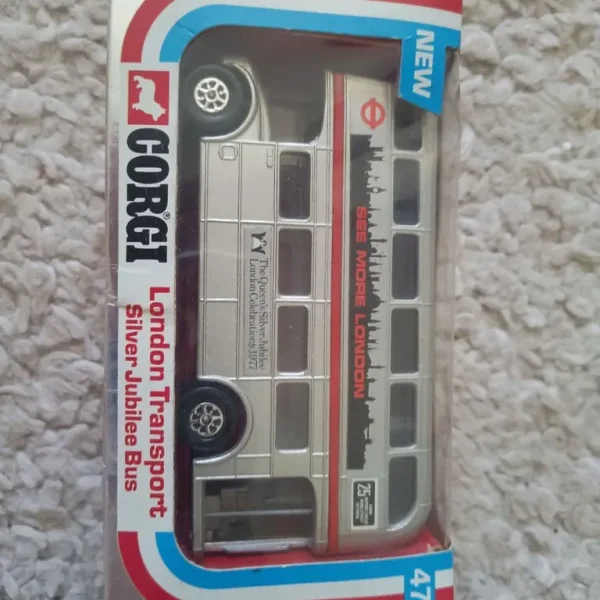 NEW
CORGI
London Transport
Silver Jubilee Bus
SEE MORE LONDON
The Queen's Silver Jubilee
London Celebrations 1977
25
47